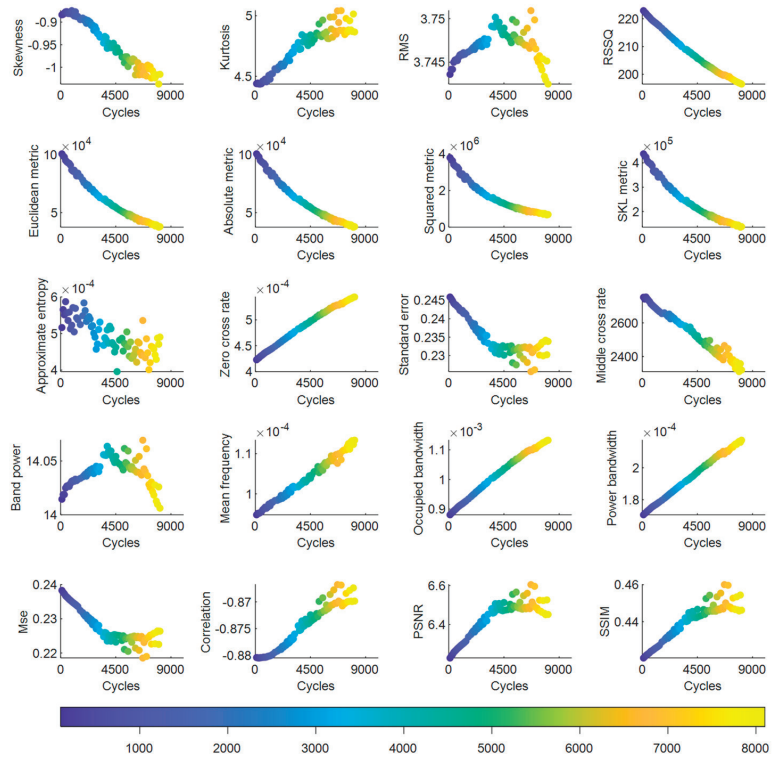 Skewness
-0.9
-0.95
-1
0 4500 9000
Cycles
Kurtosis
5
4.5
0 4500 9000
Cycles
RMS
3.75
3.745
0 4500 9000
Cycles
RSSQ
220
210
200
0 4500 9000
Cycles
Euclidean metric
× 10^4
10
5
0 4500 9000
Cycles
Absolute metric
× 10^4
10
5
0 4500 9000
Cycles
Squared metric
× 10^6
4
2
0
0 4500 9000
Cycles
SKL metric
× 10^5
4
3
2
0 4500 9000
Cycles
Approximate entropy
× 10^-4
6
5
4
0 4500 9000
Cycles
Zero cross rate
× 10^-4
5
4.5
4
0 4500 9000
Cycles
Standard error
0.245
0.24
0.235
0.23
0 4500 9000
Cycles
Middle cross rate
2600
2400
0 4500 9000
Cycles
Band power
14.05
14
0 4500 9000
Cycles
Mean frequency
× 10^-4
1.1
1
0 4500 9000
Cycles
Occupied bandwidth
× 10^-3
1.1
1
0.9
0 4500 9000
Cycles
Power bandwidth
× 10^-4
2
1.8
0 4500 9000
Cycles
Mse
0.24
0.23
0.22
0 4500 9000
Cycles
Correlation
-0.87
-0.875
-0.88
0 4500 9000
Cycles
PSNR
6.6
6.4
0 4500 9000
Cycles
SSIM
0.46
0.44
0 4500 9000
Cycles
1000 2000 3000 4000 5000 6000 7000 8000